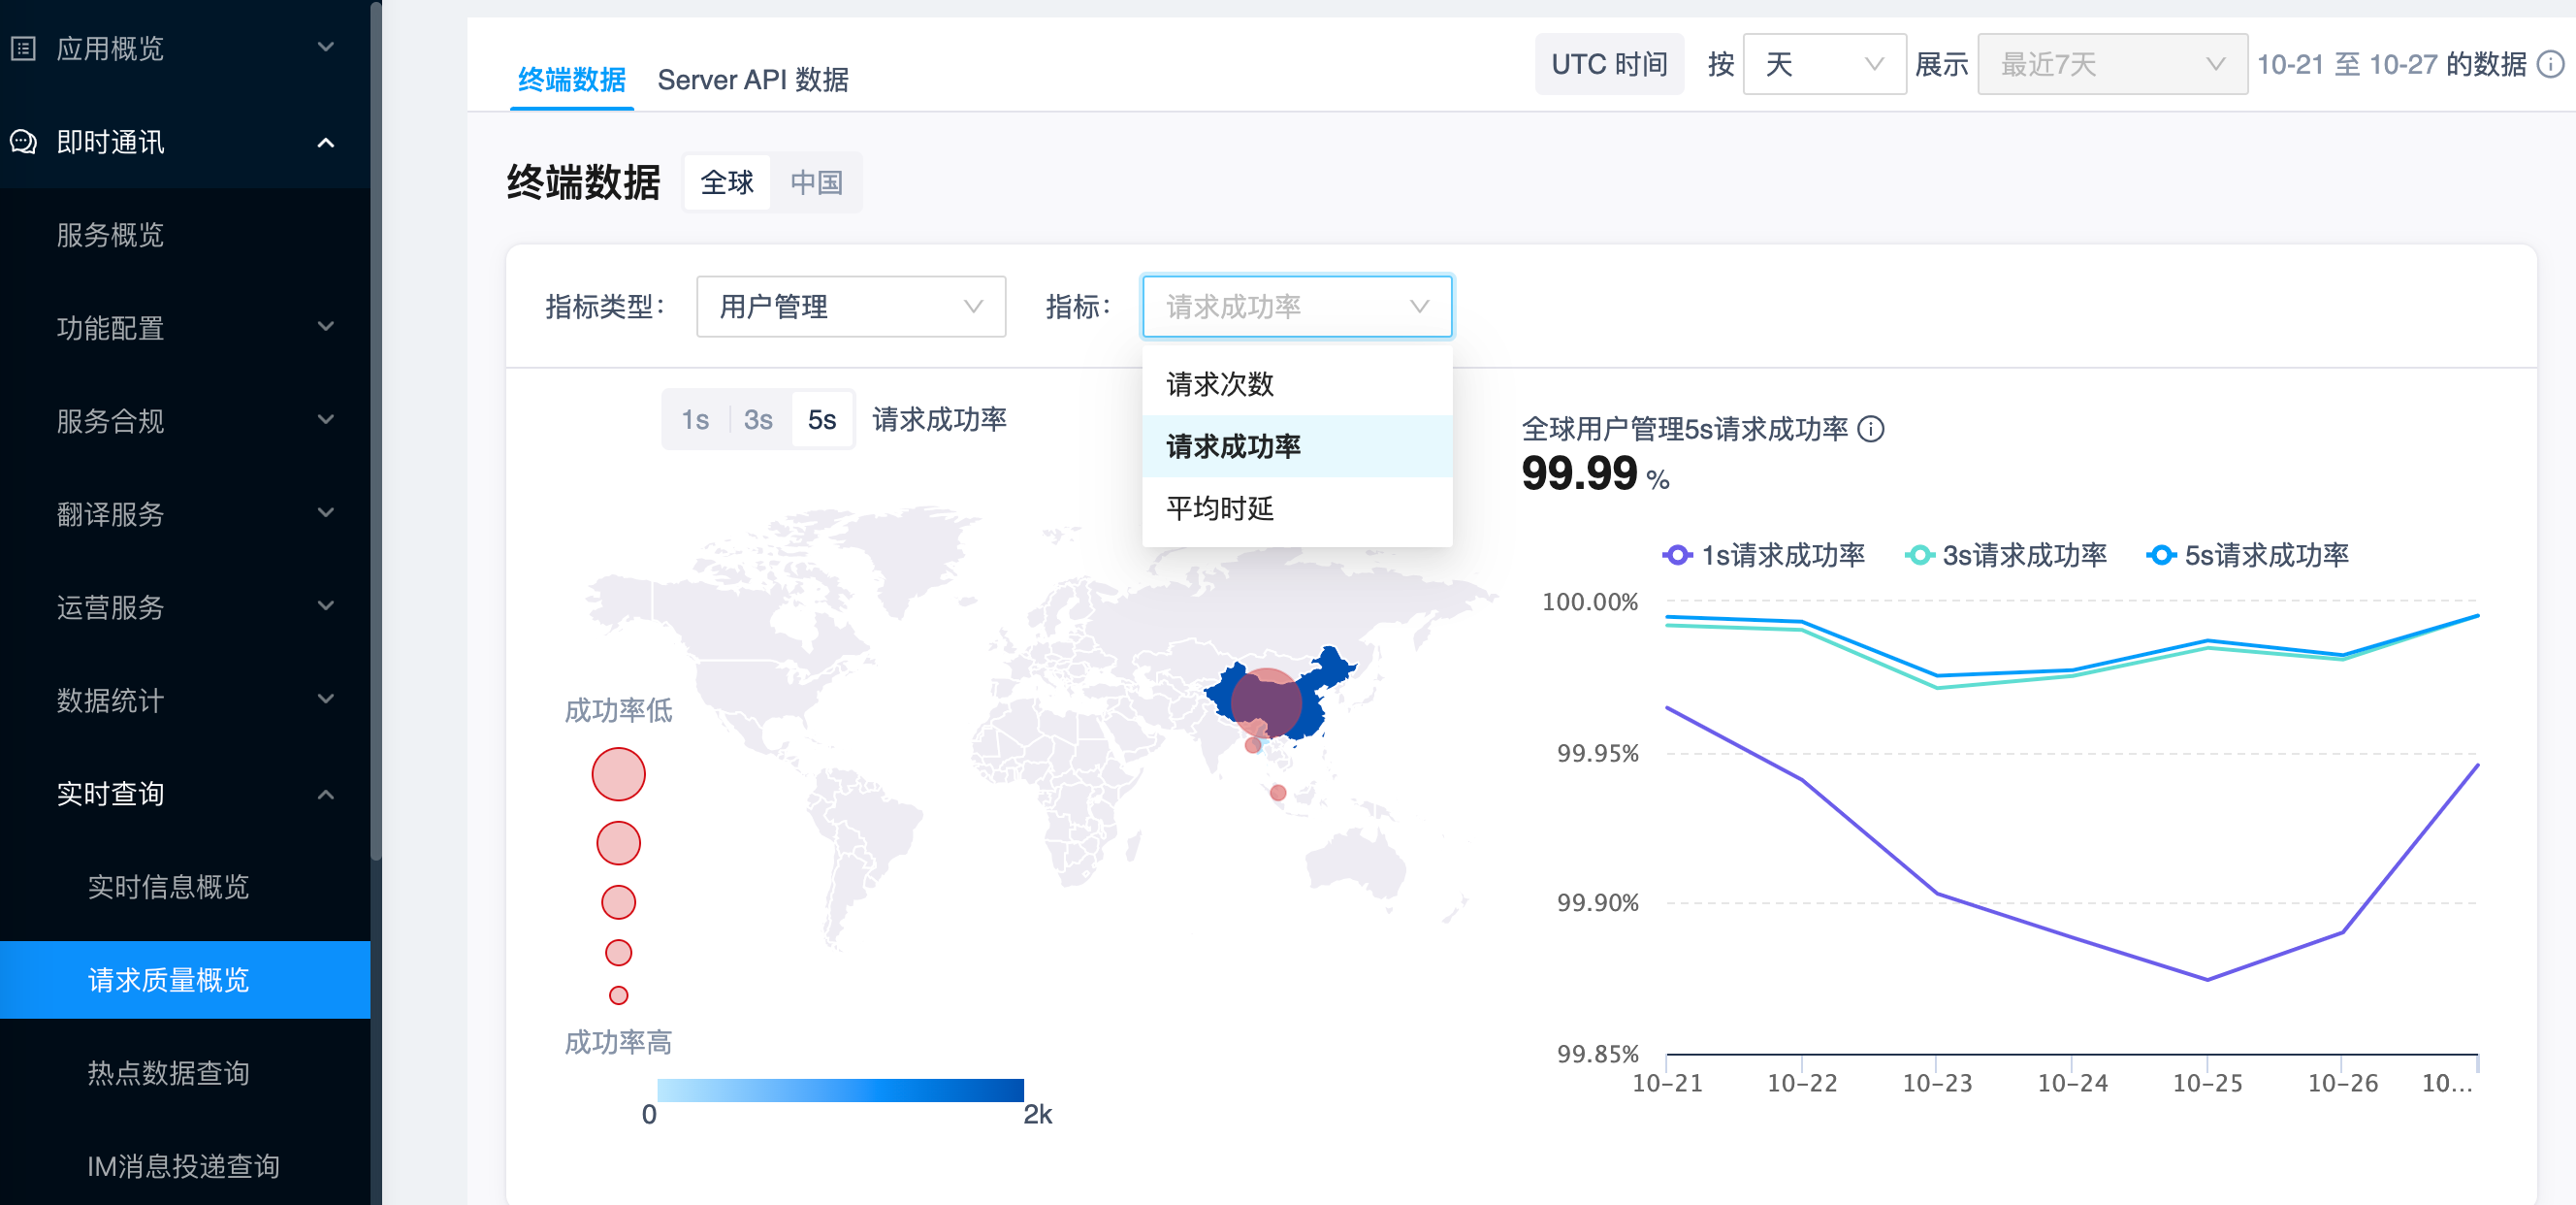 应用概览
即时通讯
服务概览
功能配置
服务合规
翻译服务
运营服务
数据统计
实时查询
实时信息概览
请求质量概览
热点数据查询
IM消息投递查询
终端数据 Server API 数据
UTC 时间 按 天 展示 最近7天 10-21 至 10-27 的数据
终端数据 全球 中国
指标类型： 用户管理 指标： 请求成功率
请求次数
请求成功率
平均时延
1s 3s 5s 请求成功率
成功率低
成功率高
0 2k
全球用户管理5s请求成功率
99.99 %
1s请求成功率 3s请求成功率 5s请求成功率
100.00%
99.95%
99.90%
99.85%
10-21 10-22 10-23 10-24 10-25 10-26 10...